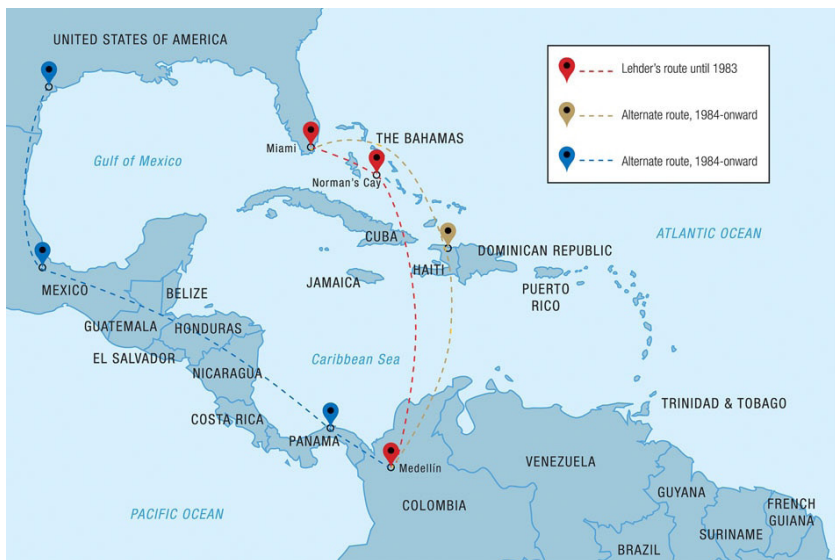 UNITED STATES OF AMERICA
Lehder's route until 1983
Alternate route, 1984-onward
Alternate route, 1984-onward
Miami
THE BAHAMAS
Gulf of Mexico
Norman's Cay
ATLANTIC OCEAN
CUBA
DOMINICAN REPUBLIC
HAITI
JAMAICA
PUERTO
RICO
MEXICO
BELIZE
GUATEMALA
HONDURAS
EL SALVADOR
Caribbean Sea
NICARAGUA
TRINIDAD & TOBAGO
COSTA RICA
PANAMA
Medellín
VENEZUELA
GUYANA
COLOMBIA
FRENCH
GUIANA
PACIFIC OCEAN
SURINAME
BRAZIL